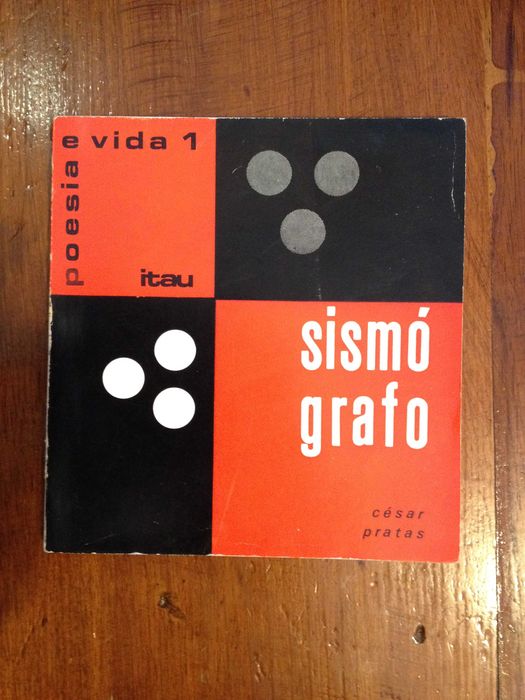 poesia e vida 1
itau
sismó
grafo
césar
pratas